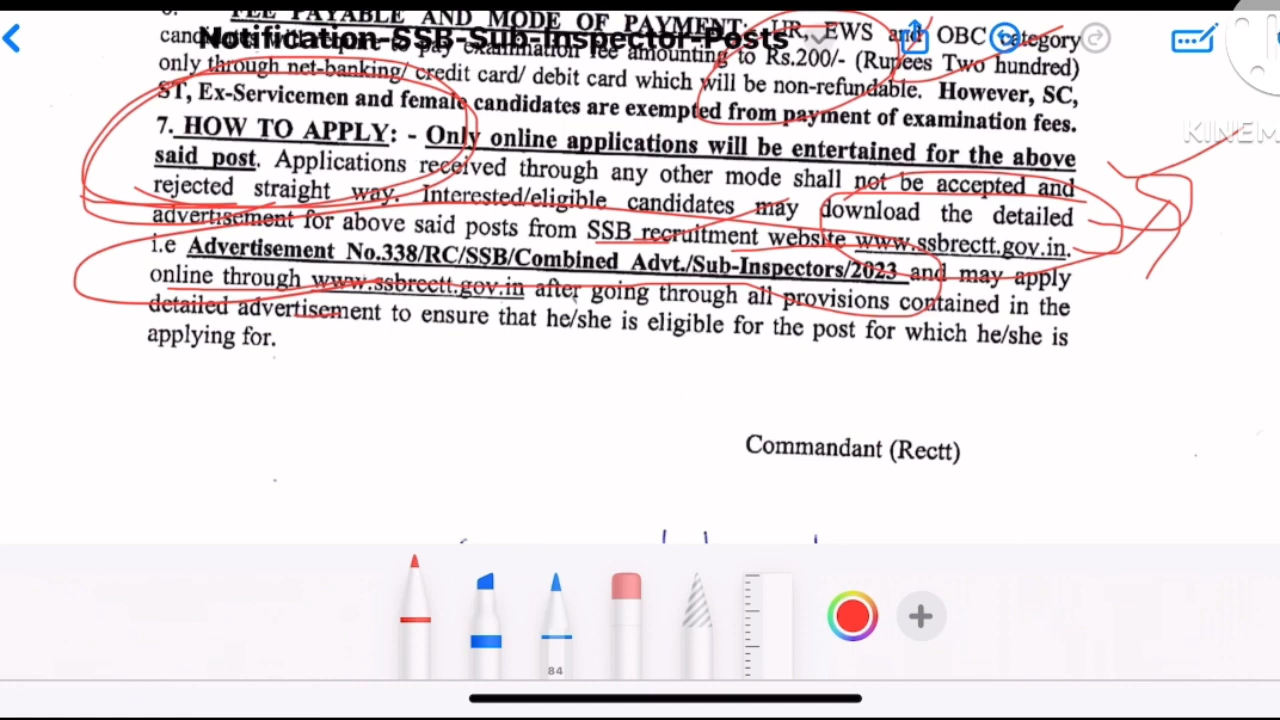 FEE PAYABLE AND MODE OF PAYMENT: UR, EWS and OBC category
Notification-SSB-Sub-Inspector-Posts
to pay examination fee amounting to Rs.200/- (Rupees Two hundred)
only through net-banking/ credit card/ debit card which will be non-refundable. However, SC,
ST, Ex-Servicemen and female candidates are exempted from payment of examination fees.
7. HOW TO APPLY: - Only online applications will be entertained for the above
said post. Applications received through any other mode shall not be accepted and
rejected straight way. Interested/eligible candidates may download the detailed
advertisement for above said posts from SSB recruitment website www.ssbrectt.gov.in.
i.e Advertisement No.338/RC/SSB/Combined Advt./Sub-Inspectors/2023 and may apply
online through www.ssbrectt.gov.in after going through all provisions contained in the
detailed advertisement to ensure that he/she is eligible for the post for which he/she is
applying for.
Commandant (Rectt)
KINEM
84